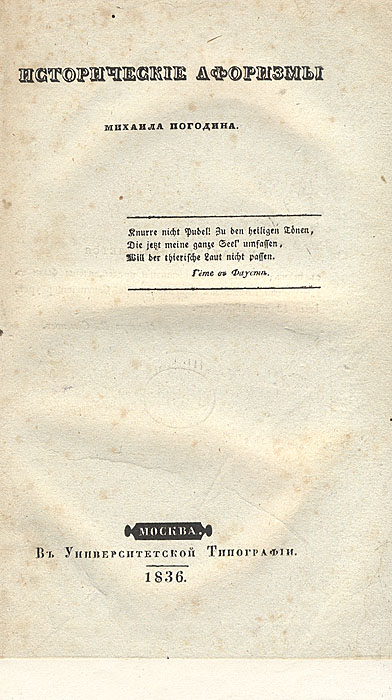 ИСТОРИЧЕСКІЕ АФОРИЗМЫ
МИХАИЛА ПОГОДИНА.
Knurre nicht Pudel! Zu den heiligen Tönen,
Die jetzt meine ganze Seel' umfassen,
Will der thierische Laut nicht passen.
Гёте въ Фаустѣ.
МОСКВА.
Въ Университетской Типографіи.
1836.